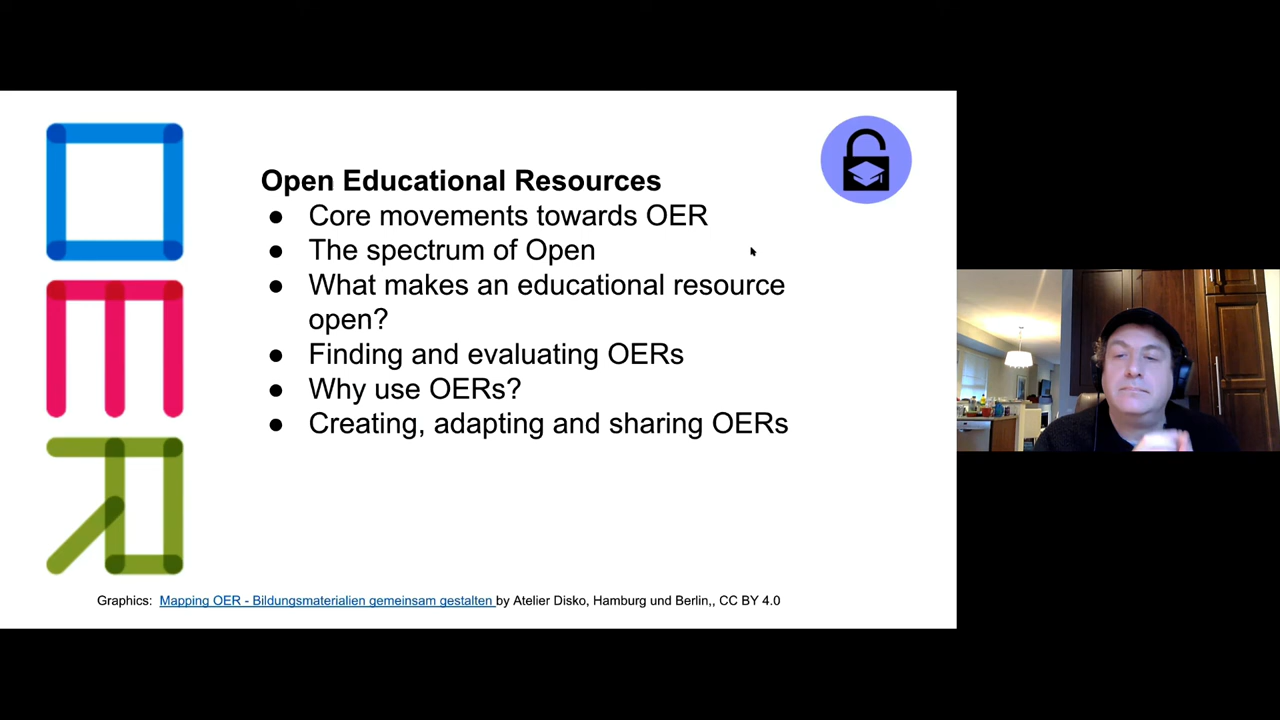 OER
Open Educational Resources
● Core movements towards OER
● The spectrum of Open
● What makes an educational resource
open?
● Finding and evaluating OERs
● Why use OERs?
● Creating, adapting and sharing OERs
Graphics: Mapping OER - Bildungsmaterialien gemeinsam gestalten by Atelier Disko, Hamburg und Berlin,, CC BY 4.0